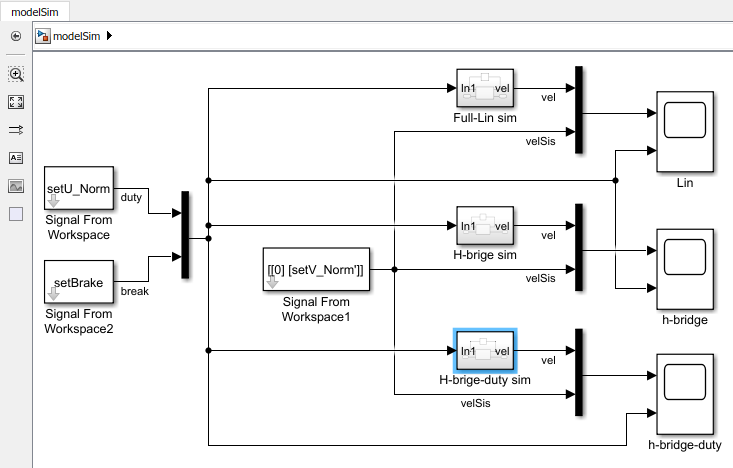 modelSim
modelSim
In1 vel
vel
Full-Lin sim
velSis
Lin
setU_Norm
duty
Signal From
Workspace
setBrake
break
Signal From
Workspace2
[[0] [setV_Norm']]
Signal From
Workspace1
In1 vel
vel
H-brige sim
velSis
h-bridge
In1 vel
vel
H-brige-duty sim
velSis
h-bridge-duty